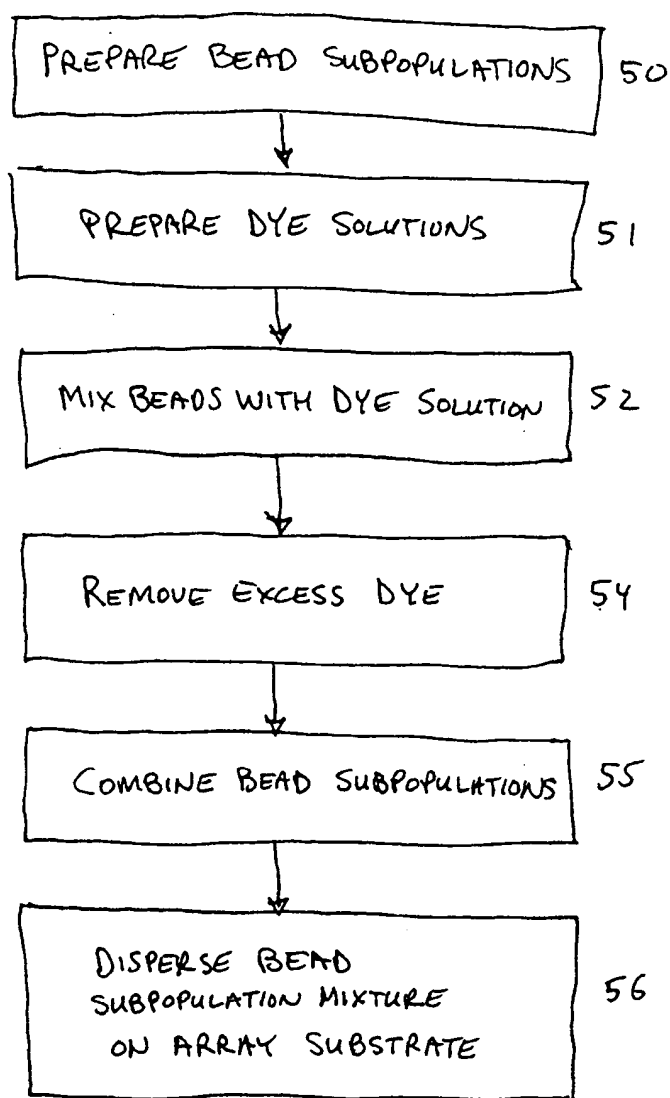 PREPARE BEAD SUBPOPULATIONS 50
PREPARE DYE SOLUTIONS 51
MIX BEADS WITH DYE SOLUTION 52
REMOVE EXCESS DYE 54
COMBINE BEAD SUBPOPULATIONS 55
DISPERSE BEAD
SUBPOPULATION MIXTURE 56
ON ARRAY SUBSTRATE